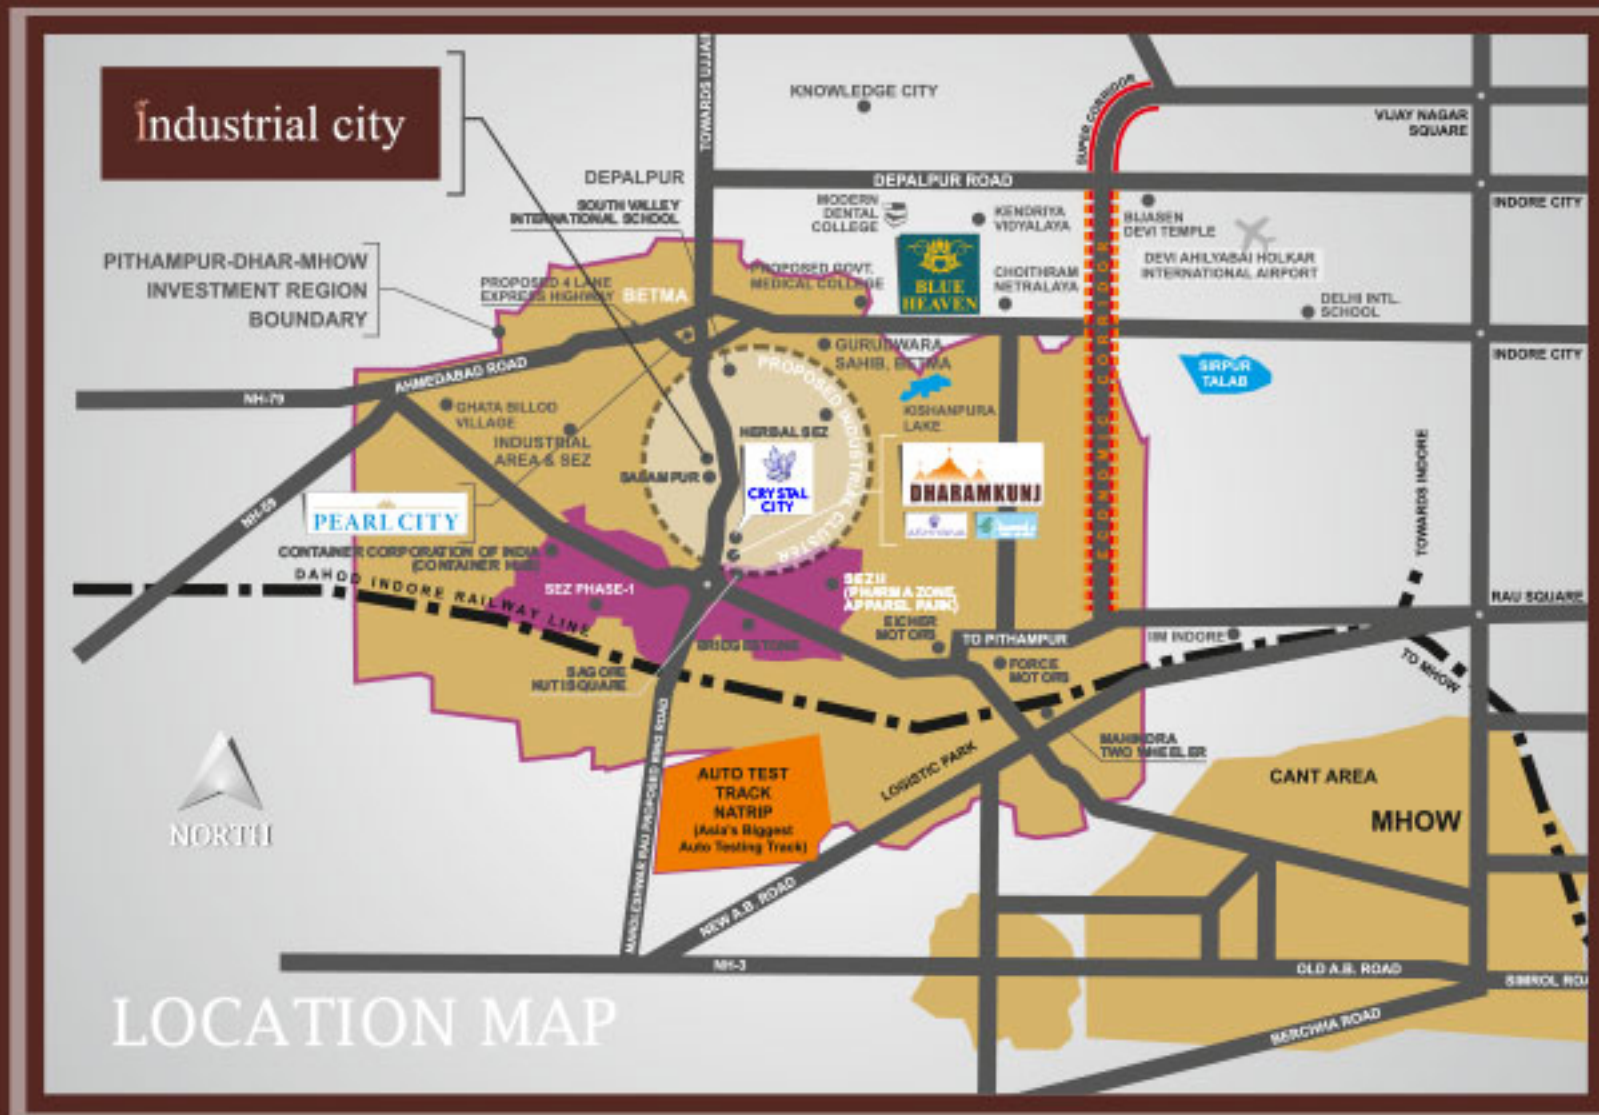 industrial city
TOWARDS UJJAI
KNOWLEDGE CITY
SUPER CORRIDOR
VIJAY NAGAR
SQUARE
DEPALPUR
DEPALPUR ROAD
SOUTH VALLEY
INTERNATIONAL SCHOOL
MODERN
DENTAL
COLLEGE
KENDRIYA
VIDYALAYA
BIJASEN
DEVI TEMPLE
INDORE CITY
PITHAMPUR-DHAR-MHOW
INVESTMENT REGION
BOUNDARY
DEVI AHILYABAI HOLKAR
INTERNATIONAL AIRPORT
PROPOSED 4 LANE
EXPRESS HIGHWAY
BETMA
PROPOSED GOVT.
MEDICAL COLLEGE
BLUE
HEAVEN
CHOITHRAM
NETRALAYA
DELHI INTL.
SCHOOL
ECONOMIC CORRIDOR
GURUDWARA
SAHIB, BETMA
INDORE CITY
AHMEDABAD ROAD
NH-79
PROPOSED INDUSTRIAL CLUSTER
SIRPUR
TALAB
GHATA BILLOD
VILLAGE
KISHANPURA
LAKE
INDUSTRIAL
AREA & SEZ
HERBAL SEZ
SAGAMPUR
CRYSTAL
CITY
DHARAMKUNJ
TOWARDS INDORE
PEARL CITY
NH-59
CONTAINER CORPORATION OF INDIA
(CONTAINER HUB)
DAHOD INDORE RAILWAY LINE
SEZ PHASE-1
SEZ II
(PHARMA ZONE,
APPAREL PARK)
EICHER
MOTORS
BRIDGESTONE
TO PITHAMPUR
RAU SQUARE
IIM INDORE
SAGORE
KUTI SQUARE
FORCE
MOTORS
TO MHOW
MAHINDRA
TWO WHEELER
LOGISTIC PARK
AUTO TEST
TRACK
NATRIP
(Asia's Biggest
Auto Testing Track)
CANT AREA
MHOW
NORTH
NEW A.B. ROAD
NH-3
OLD A.B. ROAD
SIMROL ROA
BERCHHA ROAD
LOCATION MAP